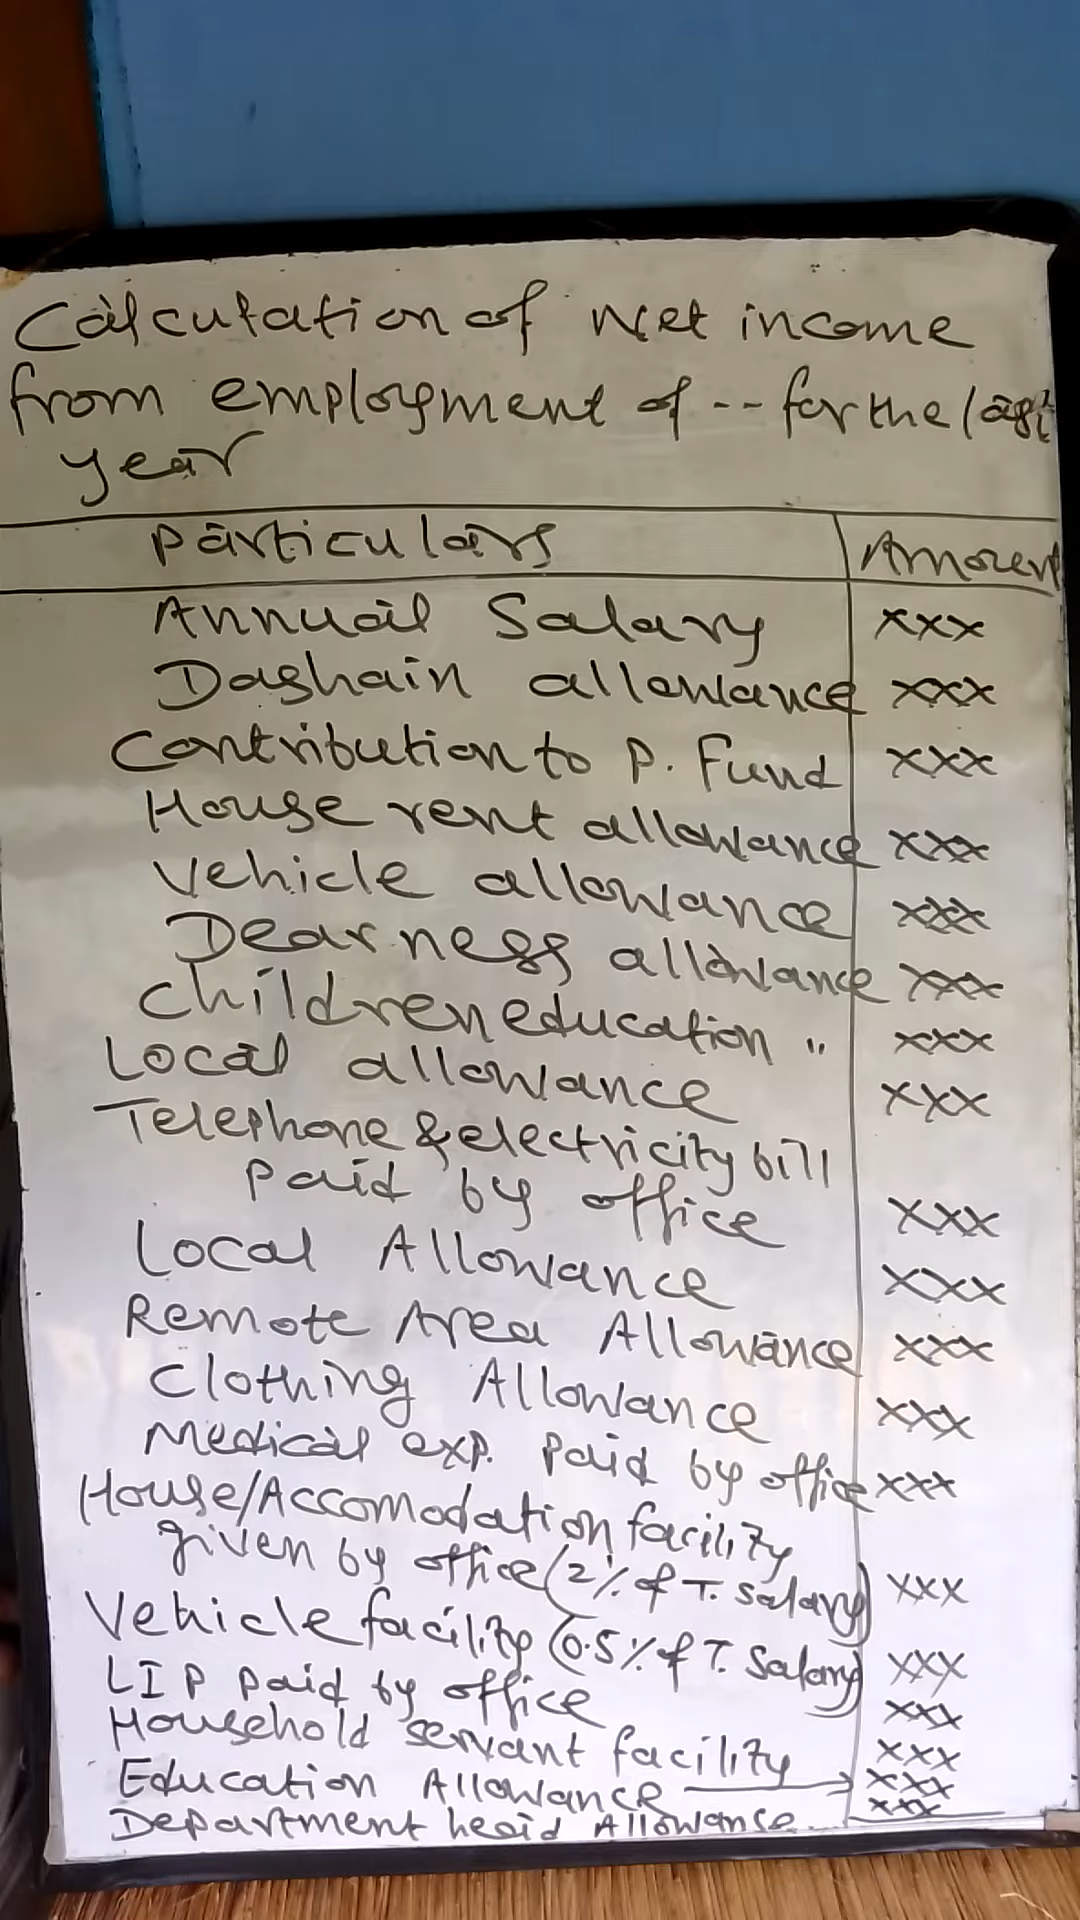 Calculation of Net income
from employment of -- for the last
year
Particulars Amount
Annual Salary xxx
Dashain allowance xxx
Contribution to P. Fund xxx
House rent allowance xxx
Vehicle allowance xxx
Dearness allowance xxx
Children education " xxx
Local allowance xxx
Telephone & electricity bill
paid by office xxx
Local Allowance xxx
Remote Area Allowance xxx
Clothing Allowance xxx
Medical exp. paid by office xxx
House/Accomodation facility
given by office (2% of T. Salary) xxx
Vehicle facility (0.5% of T. Salary) xxx
LIP paid by office xxx
Household servant facility xxx
Education Allowance xxx
Department head Allowance xxx